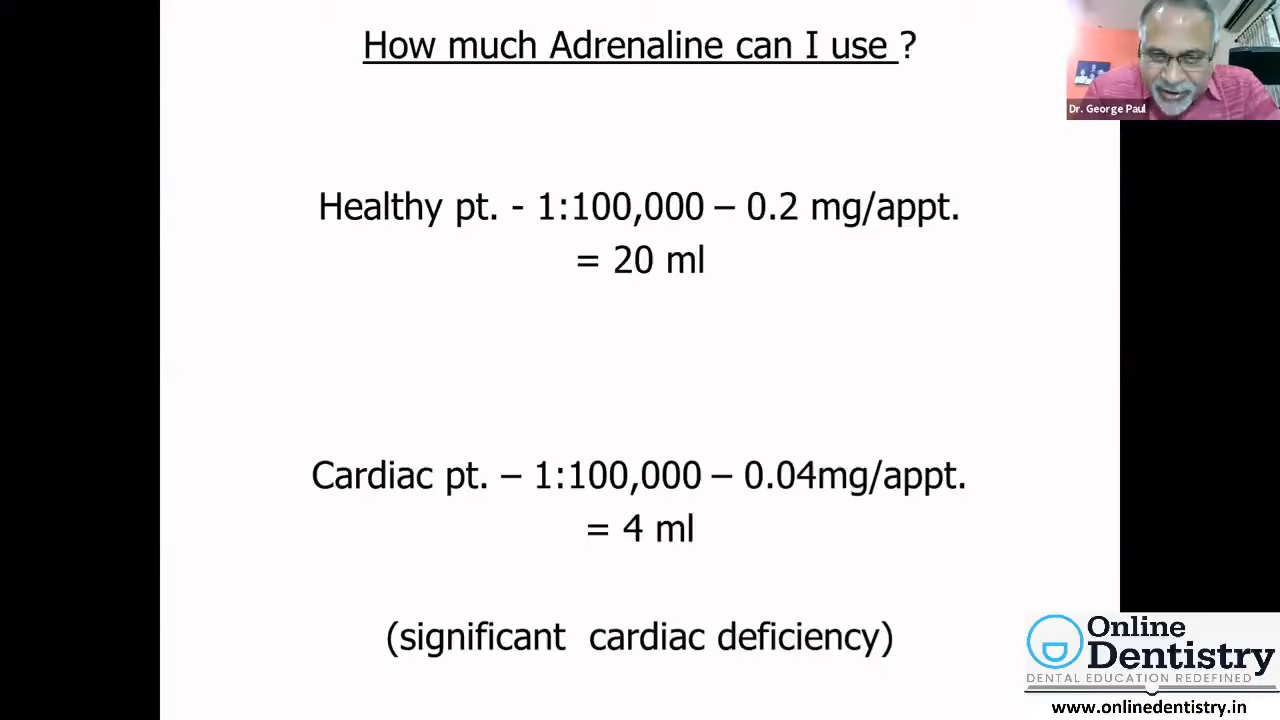 How much Adrenaline can I use ?
Dr. George Paul
Healthy pt. - 1:100,000 – 0.2 mg/appt.
= 20 ml
Cardiac pt. – 1:100,000 – 0.04mg/appt.
= 4 ml
(significant cardiac deficiency)
Online
Dentistry
DENTAL EDUCATION REDEFINED
www.onlinedentistry.in